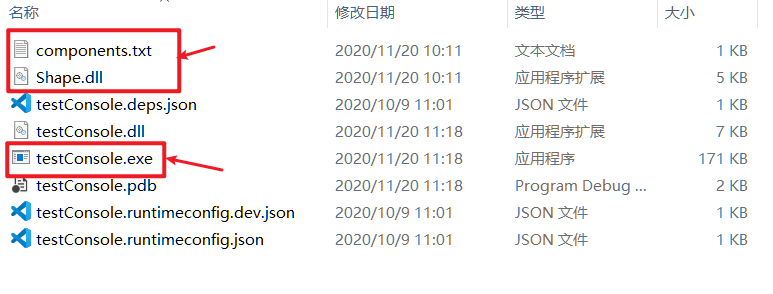 名称 修改日期 类型 大小
components.txt 2020/11/20 10:11 文本文档 1 KB
Shape.dll 2020/11/20 10:11 应用程序扩展 5 KB
testConsole.deps.json 2020/10/9 11:01 JSON 文件 1 KB
testConsole.dll 2020/11/20 11:18 应用程序扩展 7 KB
testConsole.exe 2020/11/20 11:18 应用程序 171 KB
testConsole.pdb 2020/11/20 11:18 Program Debug ... 2 KB
testConsole.runtimeconfig.dev.json 2020/10/9 11:01 JSON 文件 1 KB
testConsole.runtimeconfig.json 2020/10/9 11:01 JSON 文件 1 KB